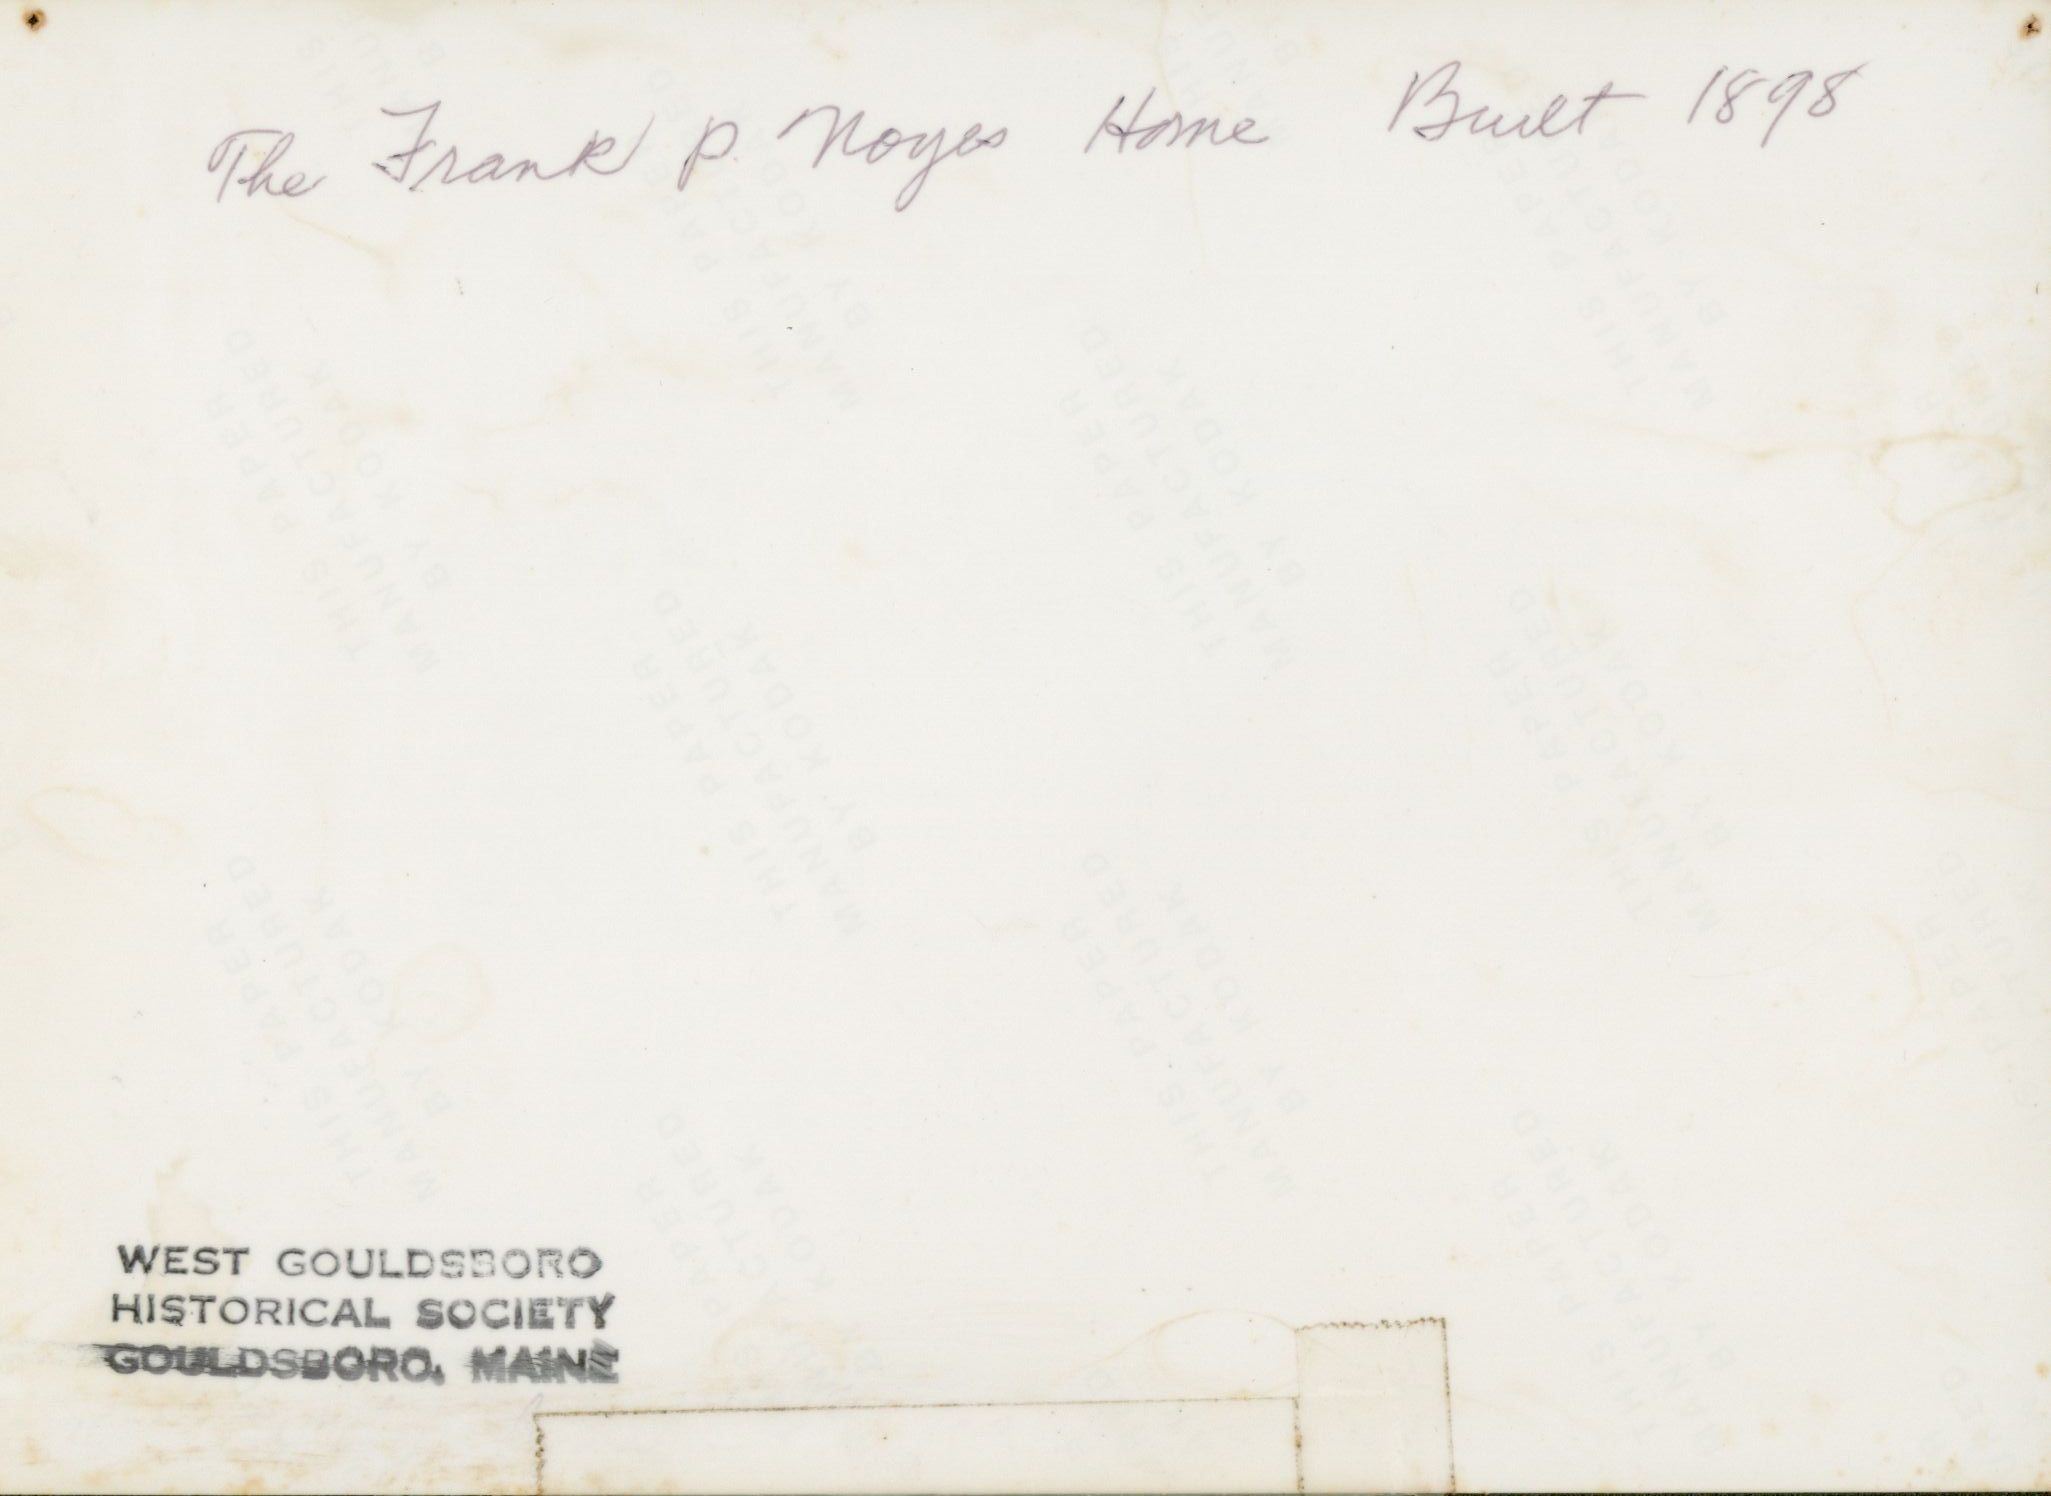 The Frank P. Noyes Home Built 1898
THIS PAPER
MANUFACTURED
BY KODAK
WEST GOULDSBORO
HISTORICAL SOCIETY
GOULDSBORO, MAINE